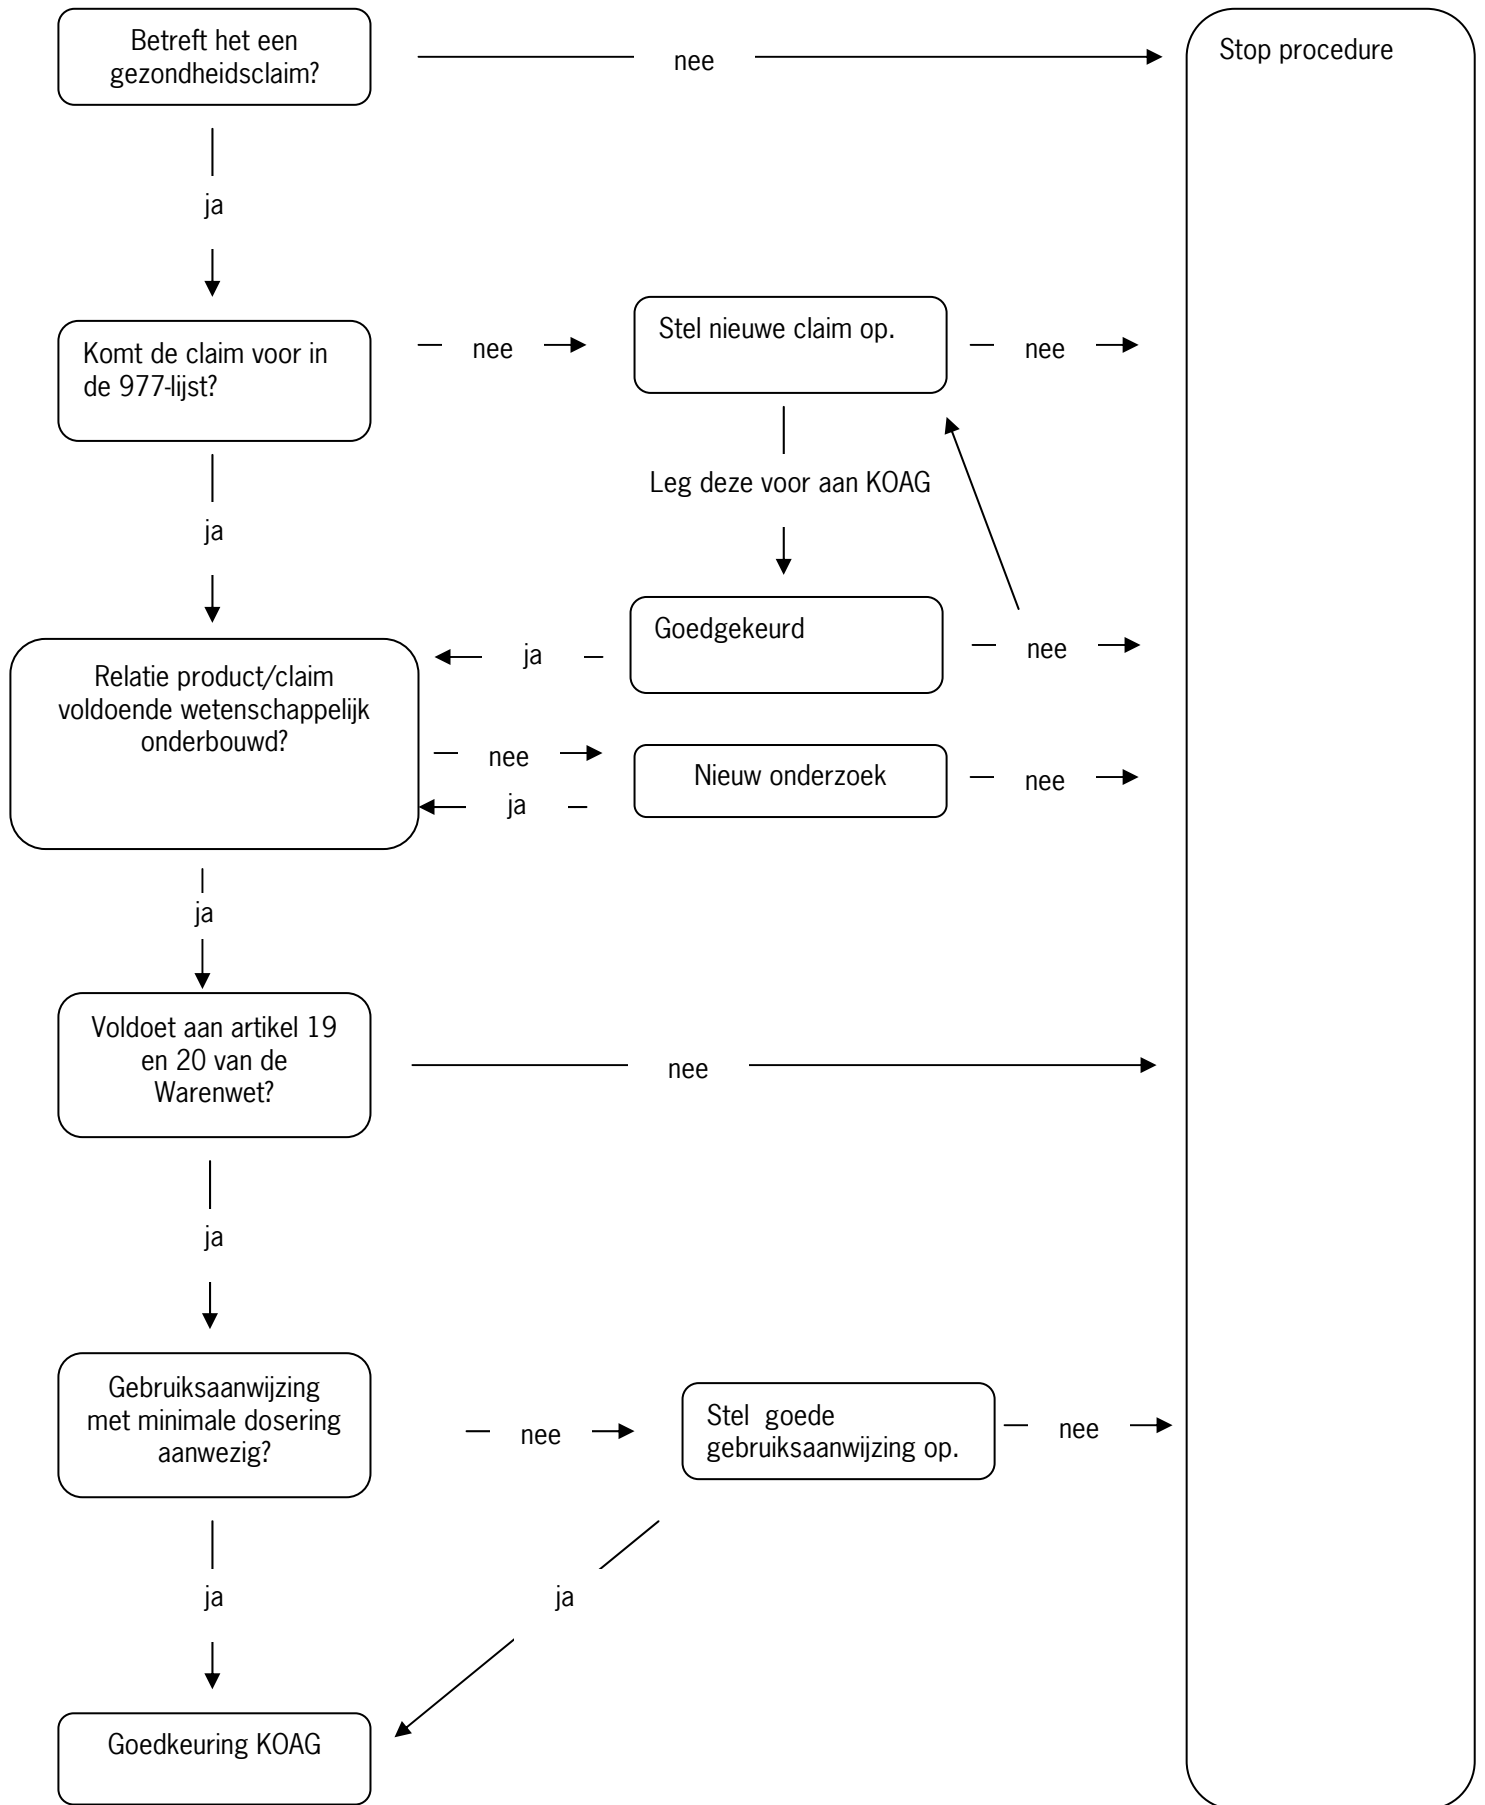 Betreft het een
gezondheidsclaim?
nee
Stop procedure
ja
Komt de claim voor in
de 977-lijst?
nee
Stel nieuwe claim op.
nee
Leg deze voor aan KOAG
ja
Goedgekeurd
ja
nee
Relatie product/claim
voldoende wetenschappelijk
onderbouwd?
nee
Nieuw onderzoek
nee
ja
ja
Voldoet aan artikel 19
en 20 van de
Warenwet?
nee
ja
Gebruiksaanwijzing
met minimale dosering
aanwezig?
nee
Stel  goede
gebruiksaanwijzing op.
nee
ja
ja
Goedkeuring KOAG